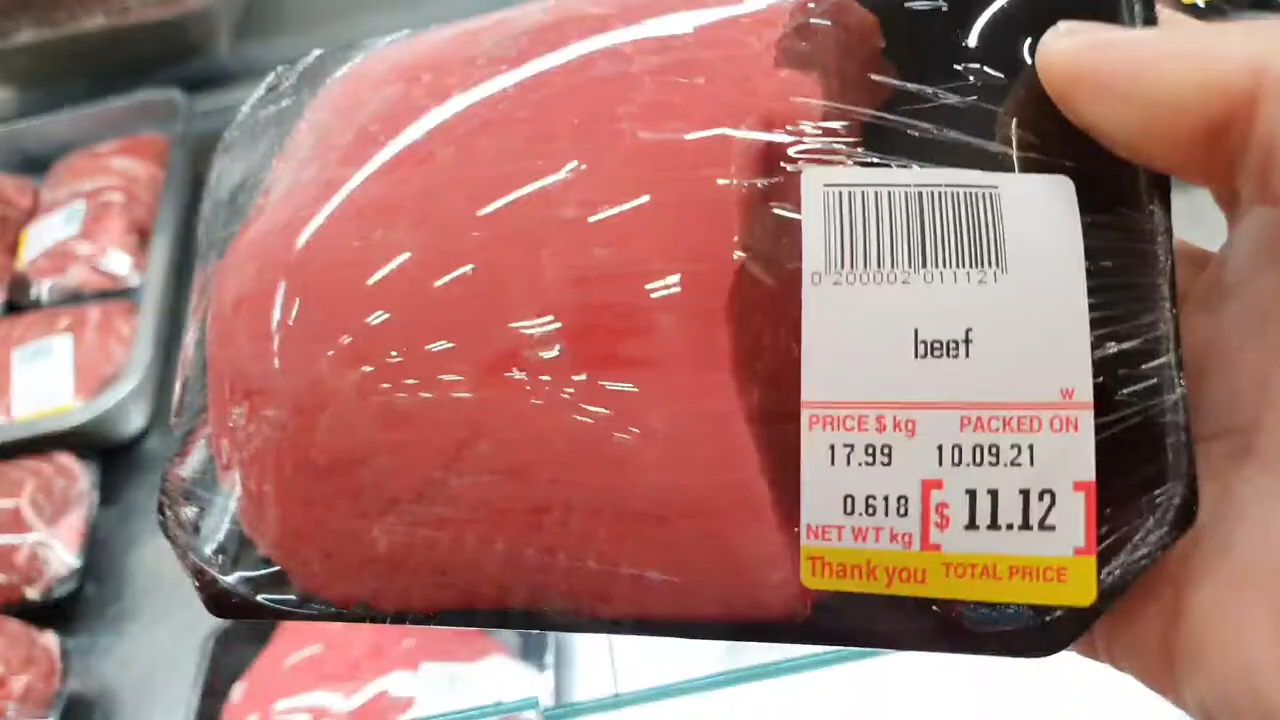 0 200002 011121
beef
W
PRICE $ kg PACKED ON
17.99 10.09.21
0.618 $ 11.12
NET WT kg
Thank you TOTAL PRICE